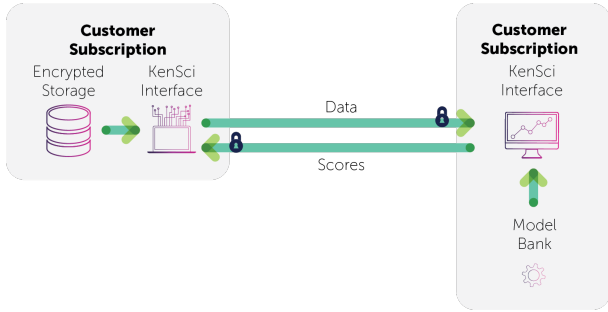 Customer
Subscription
Encrypted
Storage
KenSci
Interface
Data
Scores
Customer
Subscription
KenSci
Interface
Model
Bank